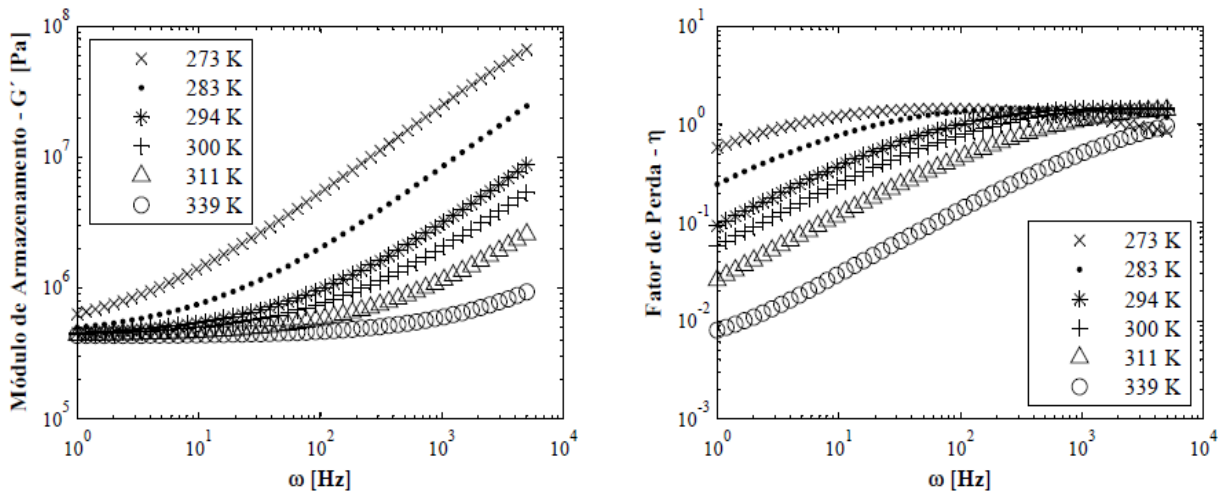 Módulo de Armazenamento - G´ [Pa]
10^8
10^7
10^6
10^5
273 K
283 K
294 K
300 K
311 K
339 K
10^0 10^1 10^2 10^3 10^4
ω [Hz]
Fator de Perda - η
10^1
10^0
10^-1
10^-2
10^-3
273 K
283 K
294 K
300 K
311 K
339 K
10^0 10^1 10^2 10^3 10^4
ω [Hz]